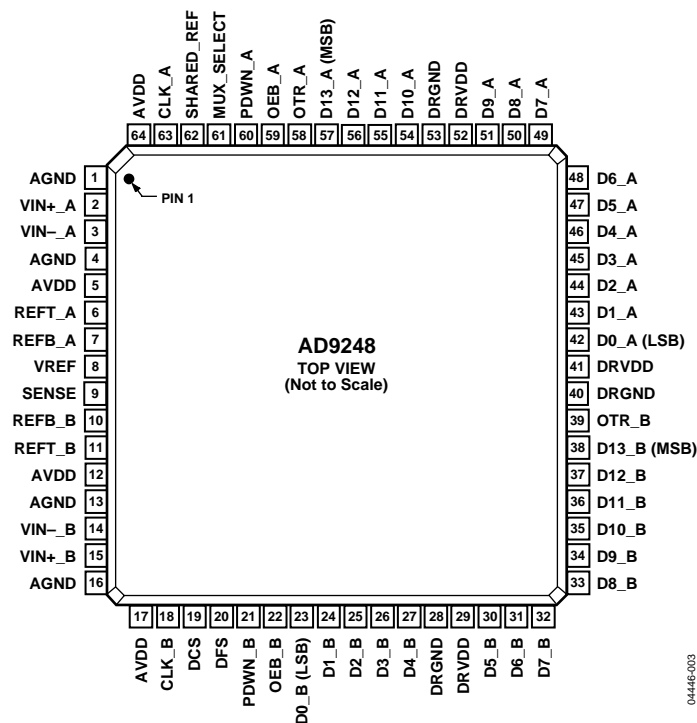 AVDD
CLK_A
SHARED_REF
MUX_SELECT
PDWN_A
OEB_A
OTR_A
D13_A (MSB)
D12_A
D11_A
D10_A
DRGND
DRVDD
D9_A
D8_A
D7_A
64 63 62 61 60 59 58 57 56 55 54 53 52 51 50 49
AGND 1
VIN+_A 2
VIN–_A 3
AGND 4
AVDD 5
REFT_A 6
REFB_A 7
VREF 8
SENSE 9
REFB_B 10
REFT_B 11
AVDD 12
AGND 13
VIN–_B 14
VIN+_B 15
AGND 16
PIN 1
AD9248
TOP VIEW
(Not to Scale)
48 D6_A
47 D5_A
46 D4_A
45 D3_A
44 D2_A
43 D1_A
42 D0_A (LSB)
41 DRVDD
40 DRGND
39 OTR_B
38 D13_B (MSB)
37 D12_B
36 D11_B
35 D10_B
34 D9_B
33 D8_B
17 18 19 20 21 22 23 24 25 26 27 28 29 30 31 32
AVDD
CLK_B
DCS
DFS
PDWN_B
OEB_B
D0_B (LSB)
D1_B
D2_B
D3_B
D4_B
DRGND
DRVDD
D5_B
D6_B
D7_B
04446-003